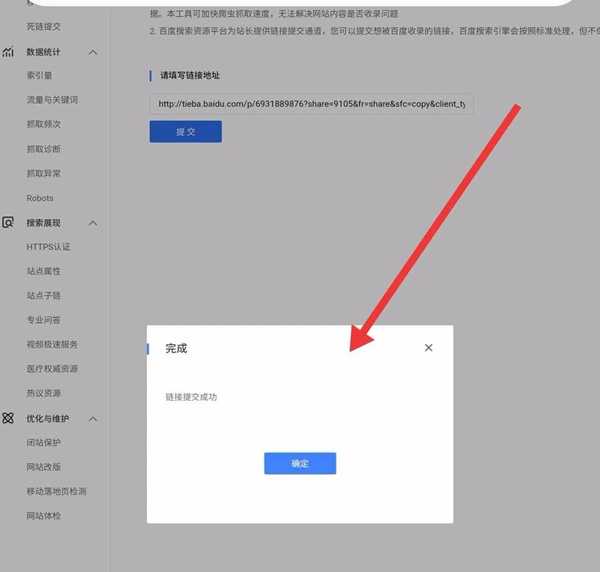 死链提交
数据统计
索引量
流量与关键词
抓取频次
抓取诊断
抓取异常
Robots
搜索展现
HTTPS认证
站点属性
站点子链
专业问答
视频极速服务
医疗权威资源
热议资源
优化与维护
闭站保护
网站改版
移动落地页检测
网站体检
据。本工具可加快爬虫抓取速度，无法解决网站内容是否收录问题
2. 百度搜索资源平台为站长提供链接提交通道，您可以提交想被百度收录的链接，百度搜索引擎会按照标准处理，但不
请填写链接地址
http://tieba.baidu.com/p/6931889876?share=9105&fr=share&sfc=copy&client_ty
提 交
完成
链接提交成功
确定